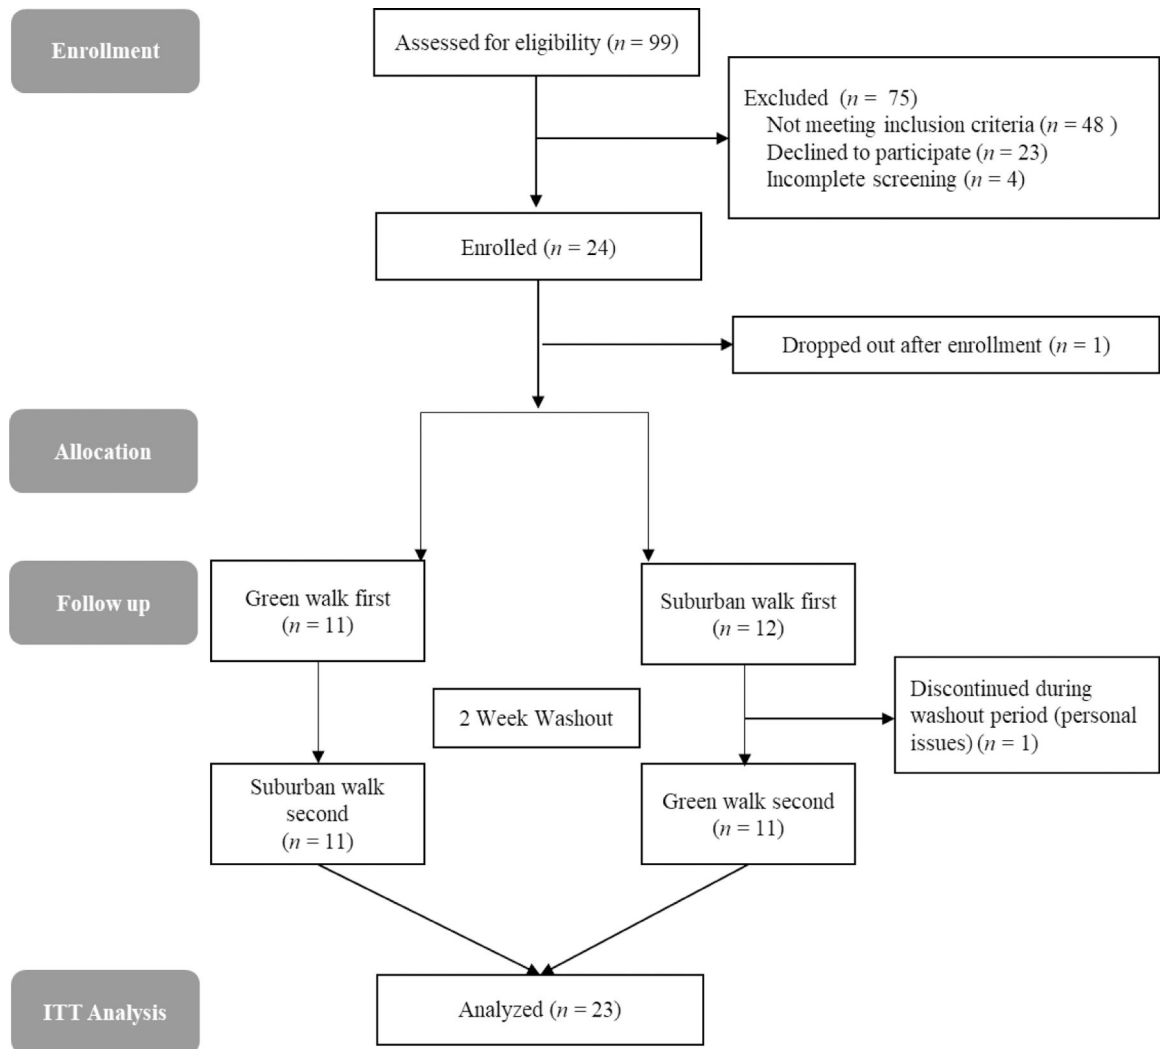 Enrollment
Assessed for eligibility (n = 99)
Excluded (n = 75)
Not meeting inclusion criteria (n = 48 )
Declined to participate (n = 23)
Incomplete screening (n = 4)
Enrolled (n = 24)
Dropped out after enrollment (n = 1)
Allocation
Follow up
Green walk first
(n = 11)
Suburban walk first
(n = 12)
2 Week Washout
Discontinued during
washout period (personal
issues) (n = 1)
Suburban walk
second
(n = 11)
Green walk second
(n = 11)
ITT Analysis
Analyzed (n = 23)